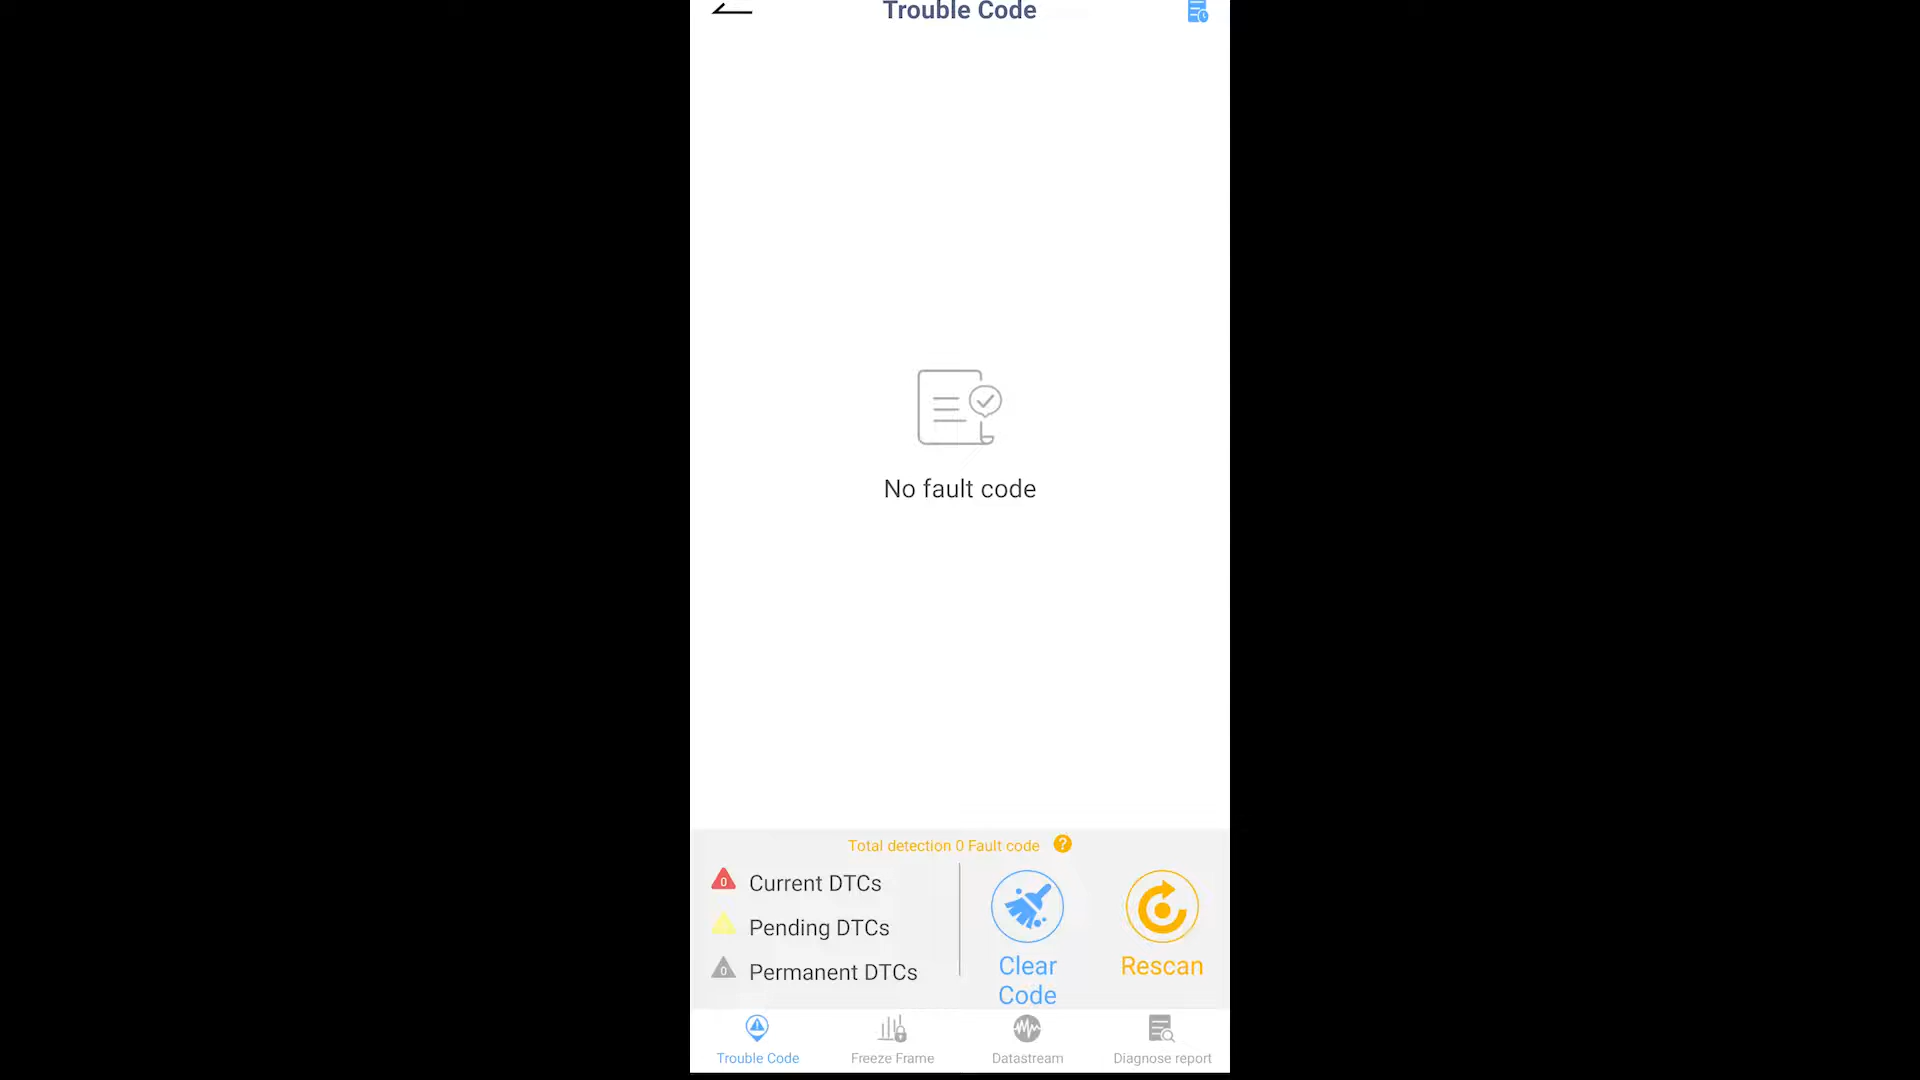 Trouble Code
No fault code
Total detection 0 Fault code ?
0 Current DTCs
Pending DTCs
0 Permanent DTCs
Clear
Code
Rescan
Trouble Code
Freeze Frame
Datastream
Diagnose report